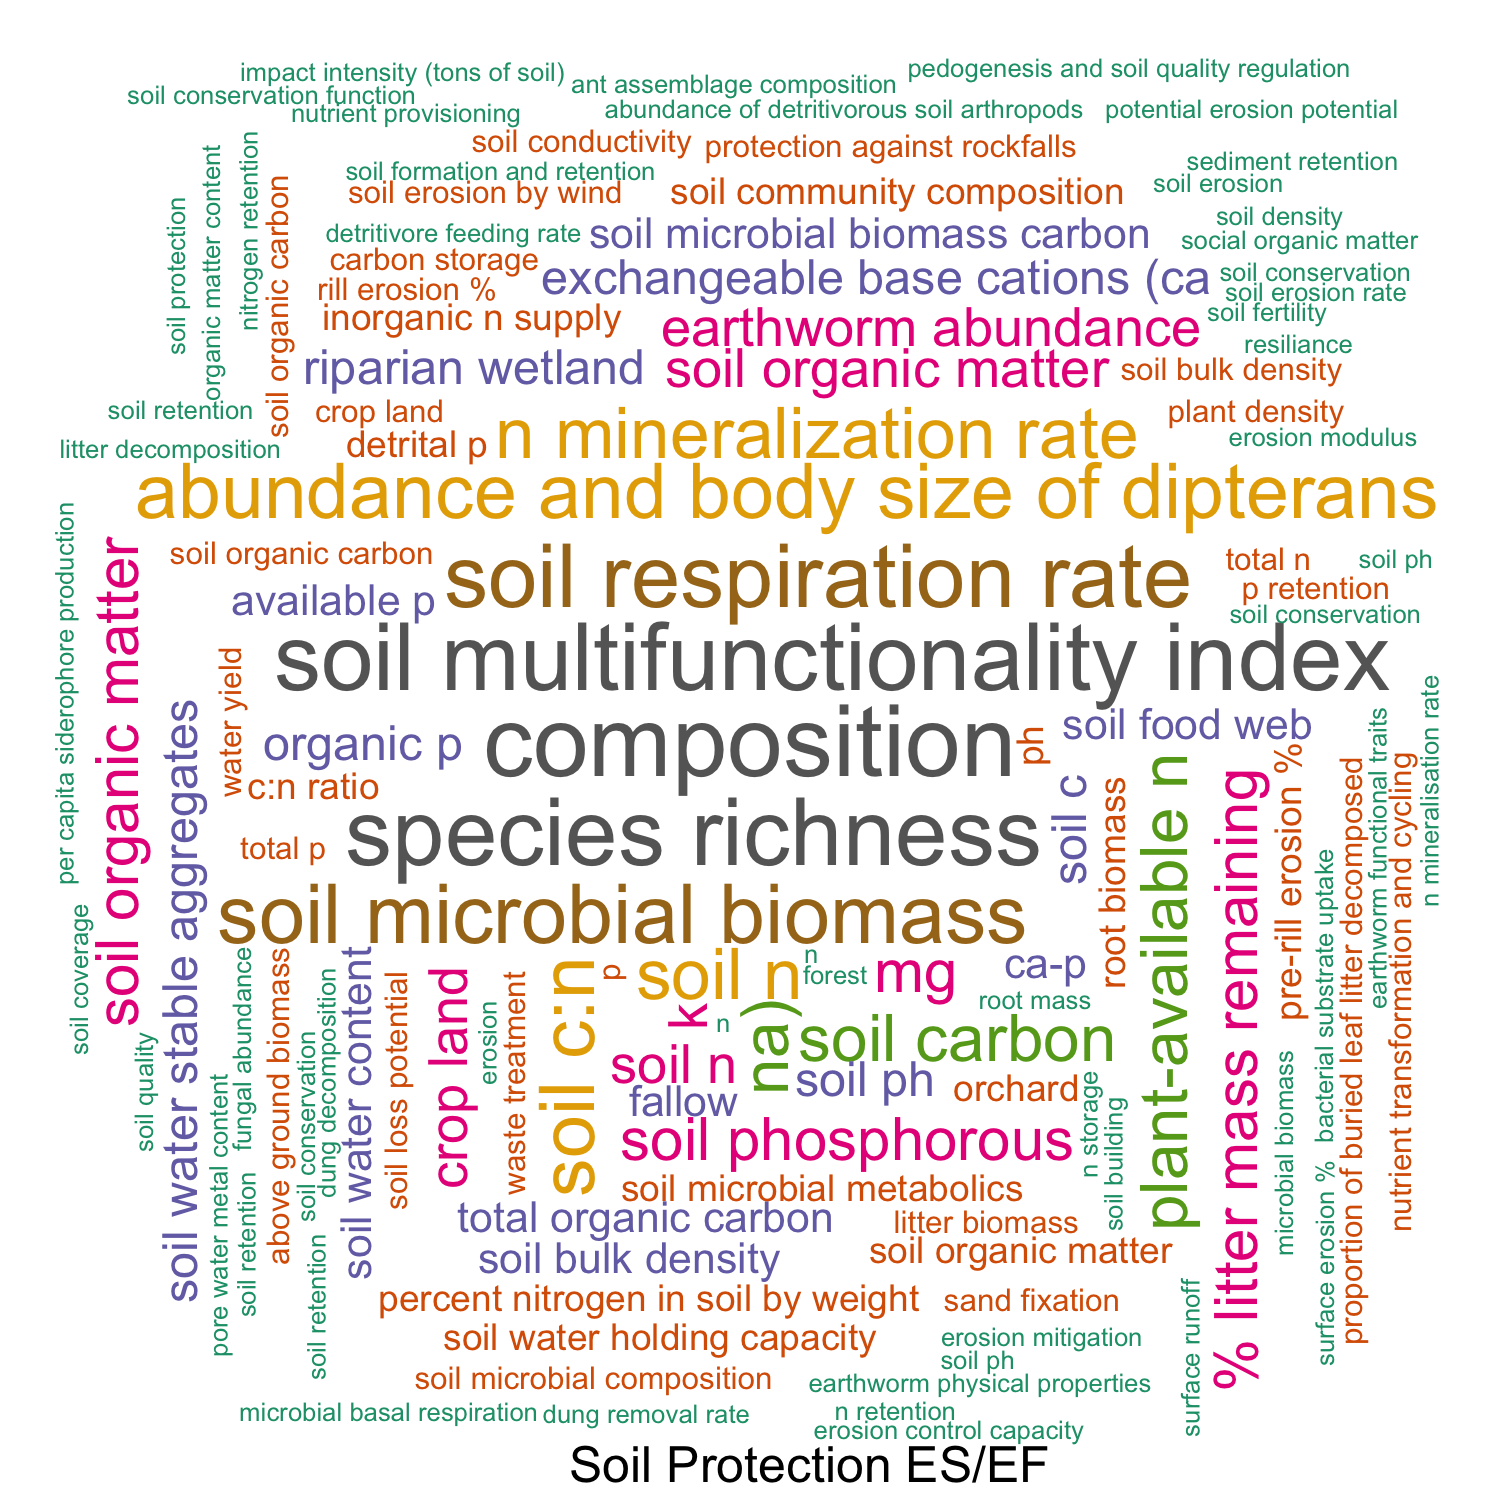 impact intensity (tons of soil)
ant assemblage composition
pedogenesis and soil quality regulation
soil conservation function
nutrient provisioning
abundance of detritivorous soil arthropods
potential erosion potential
soil conductivity
protection against rockfalls
soil formation and retention
sediment retention
soil erosion by wind
soil community composition
soil erosion
soil protection
organic matter content
nitrogen retention
soil organic carbon
detritivore feeding rate
soil microbial biomass carbon
soil density
social organic matter
carbon storage
exchangeable base cations (ca
soil conservation
rill erosion %
soil erosion rate
inorganic n supply
earthworm abundance
soil fertility
resiliance
riparian wetland
soil organic matter
soil bulk density
soil retention
crop land
plant density
litter decomposition
detrital p
n mineralization rate
erosion modulus
abundance and body size of dipterans
per capita siderophore production
soil organic matter
soil organic carbon
soil respiration rate
total n
soil ph
available p
p retention
soil conservation
soil multifunctionality index
water yield
soil water stable aggregates
organic p
composition
ph
soil food web
c:n ratio
total p
species richness
soil c
root biomass
plant-available n
% litter mass remaining
pre-rill erosion %
bacterial substrate uptake
proportion of buried leaf litter decomposed
earthworm functional traits
nutrient transformation and cycling
n mineralisation rate
soil microbial biomass
soil coverage
soil quality
pore water metal content
fungal abundance
soil retention
above ground biomass
soil conservation
dung decomposition
soil retention
soil water content
soil loss potential
crop land
erosion
waste treatment
soil c:n
p
soil n
n
forest
mg
ca-p
root mass
k
n
na)
soil carbon
soil n
soil ph
orchard
fallow
n storage
soil building
soil phosphorous
microbial biomass
surface erosion %
soil microbial metabolics
total organic carbon
litter biomass
soil bulk density
soil organic matter
percent nitrogen in soil by weight
sand fixation
surface runoff
soil water holding capacity
erosion mitigation
soil ph
soil microbial composition
earthworm physical properties
microbial basal respiration
dung removal rate
n retention
erosion control capacity
Soil Protection ES/EF